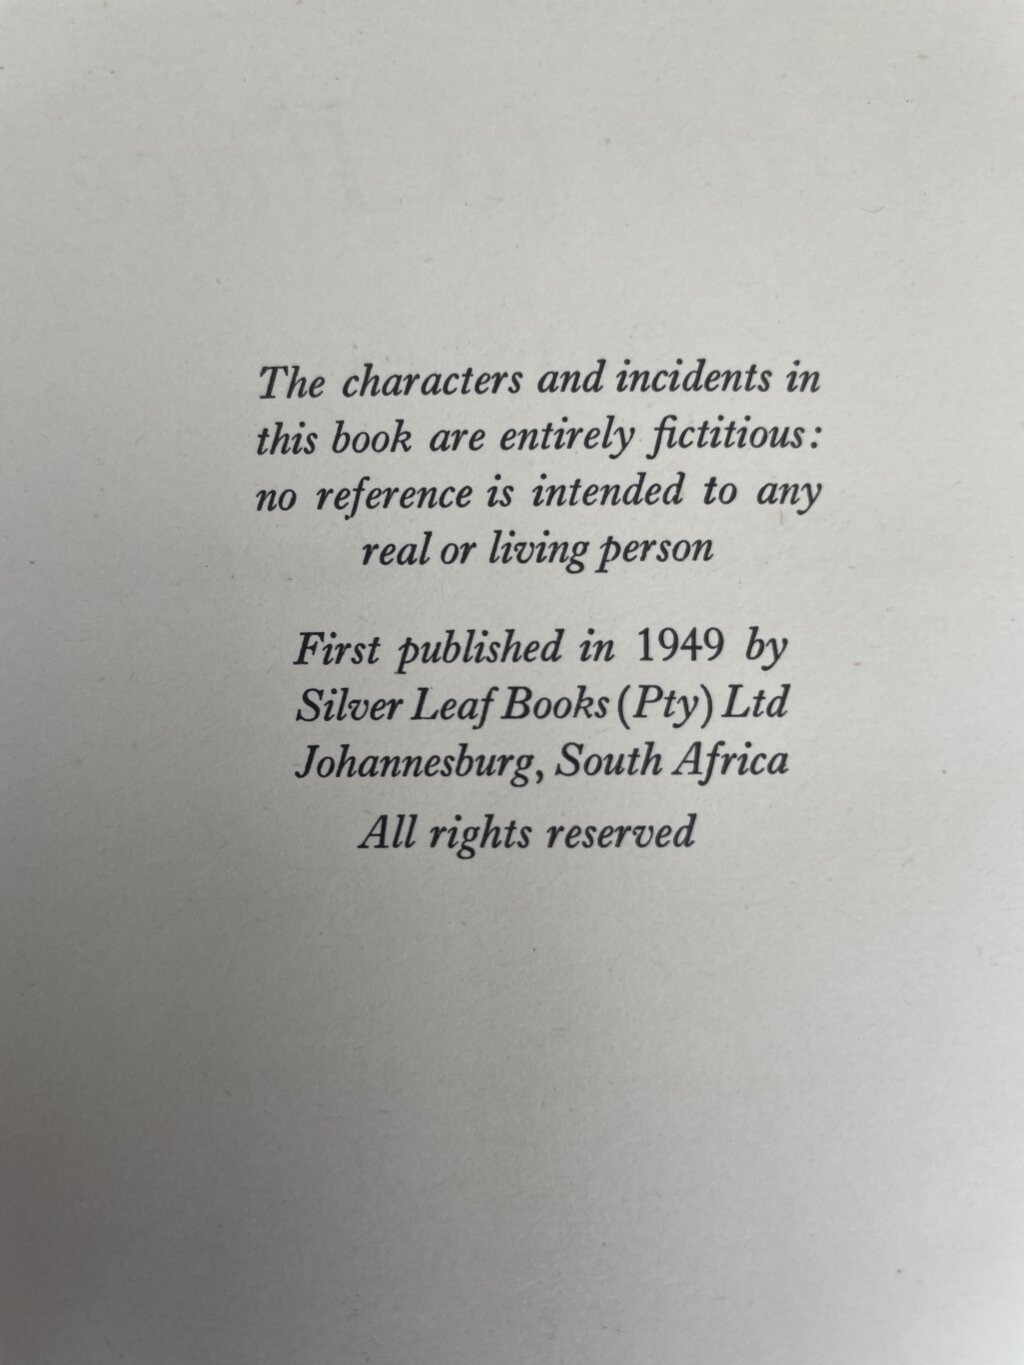 The characters and incidents in
this book are entirely fictitious:
no reference is intended to any
real or living person
First published in 1949 by
Silver Leaf Books (Pty) Ltd
Johannesburg, South Africa
All rights reserved